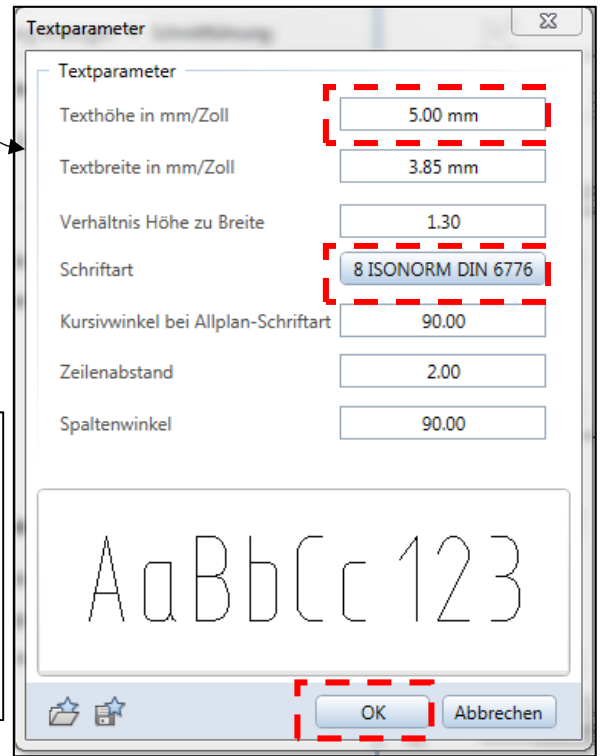 Textparameter
Textparameter
Texthöhe in mm/Zoll 5.00 mm
Textbreite in mm/Zoll 3.85 mm
Verhältnis Höhe zu Breite 1.30
Schriftart 8 ISONORM DIN 6776
Kursivwinkel bei Allplan-Schriftart 90.00
Zeilenabstand 2.00
Spaltenwinkel 90.00
AaBbCc 123
OK Abbrechen